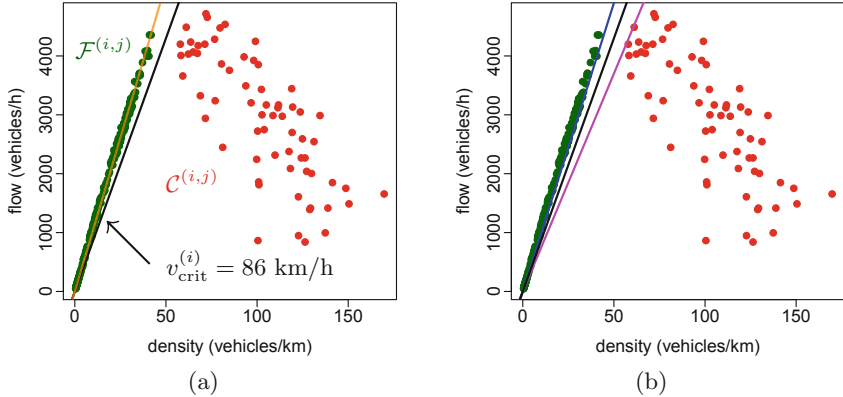 4000
3000
2000
1000
0
flow (vehicles/h)
ℱ^(i,j)
𝒞^(i,j)
v_crit^(i) = 86 km/h
0 50 100 150
density (vehicles/km)
(a)
4000
3000
2000
1000
0
flow (vehicles/h)
0 50 100 150
density (vehicles/km)
(b)